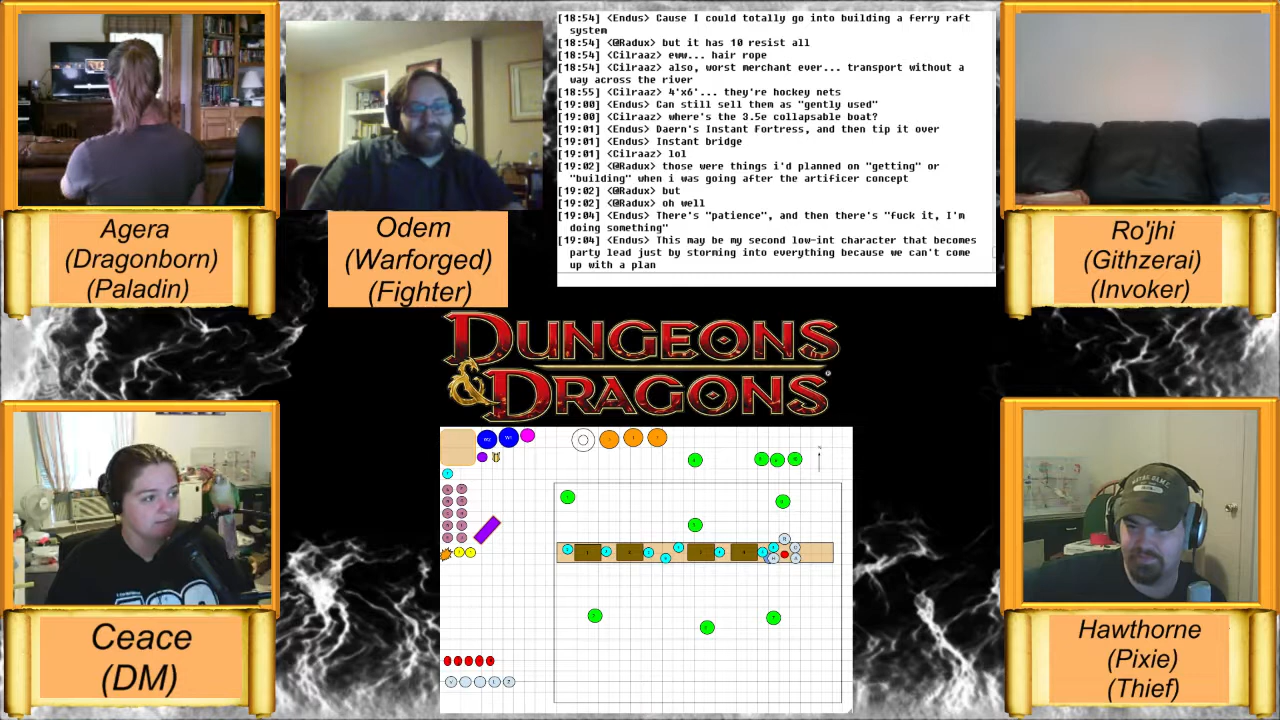 [18:54] <Endus> Cause I could totally go into building a ferry raft
system
[18:54] <@Radux> but it has 10 resist all
[18:54] <Cilraaz> eww... hair rope
[18:54] <Cilraaz> also, worst merchant ever... transport without a
way across the river
[18:55] <Cilraaz> 4'x6'... they're hockey nets
[19:00] <Endus> Can still sell them as "gently used"
[19:00] <Cilraaz> where's the 3.5e collapsable boat?
[19:01] <Endus> Daern's Instant Fortress, and then tip it over
[19:01] <Endus> Instant bridge
[19:01] <Cilraaz> lol
[19:02] <@Radux> those were things i'd planned on "getting" or
"building" when i was going after the artificer concept
[19:02] <@Radux> but
[19:02] <@Radux> oh well
[19:04] <Endus> There's "patience", and then there's "fuck it, I'm
doing something"
[19:04] <Endus> This may be my second low-int character that becomes
party lead just by storming into everything because we can't come
up with a plan
Agera
(Dragonborn)
(Paladin)
Odem
(Warforged)
(Fighter)
Ro'jhi
(Githzerai)
(Invoker)
DUNGEONS
& DRAGONS
Ceace
(DM)
Hawthorne
(Pixie)
(Thief)